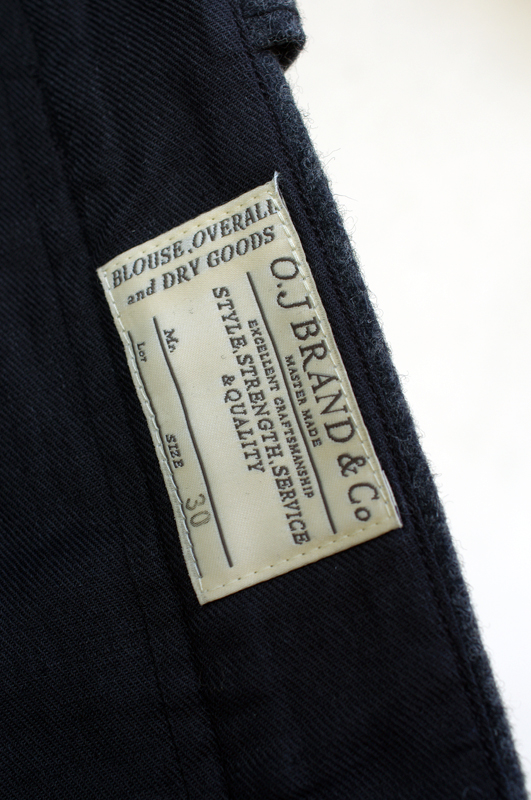 BLOUSE, OVERALL
and DRY GOODS
O.J BRAND & Co
MASTER MADE
EXCELLENT CRAFTSMANSHIP
STYLE, STRENGTH, SERVICE
& QUALITY
Mr.
LOT SIZE 30